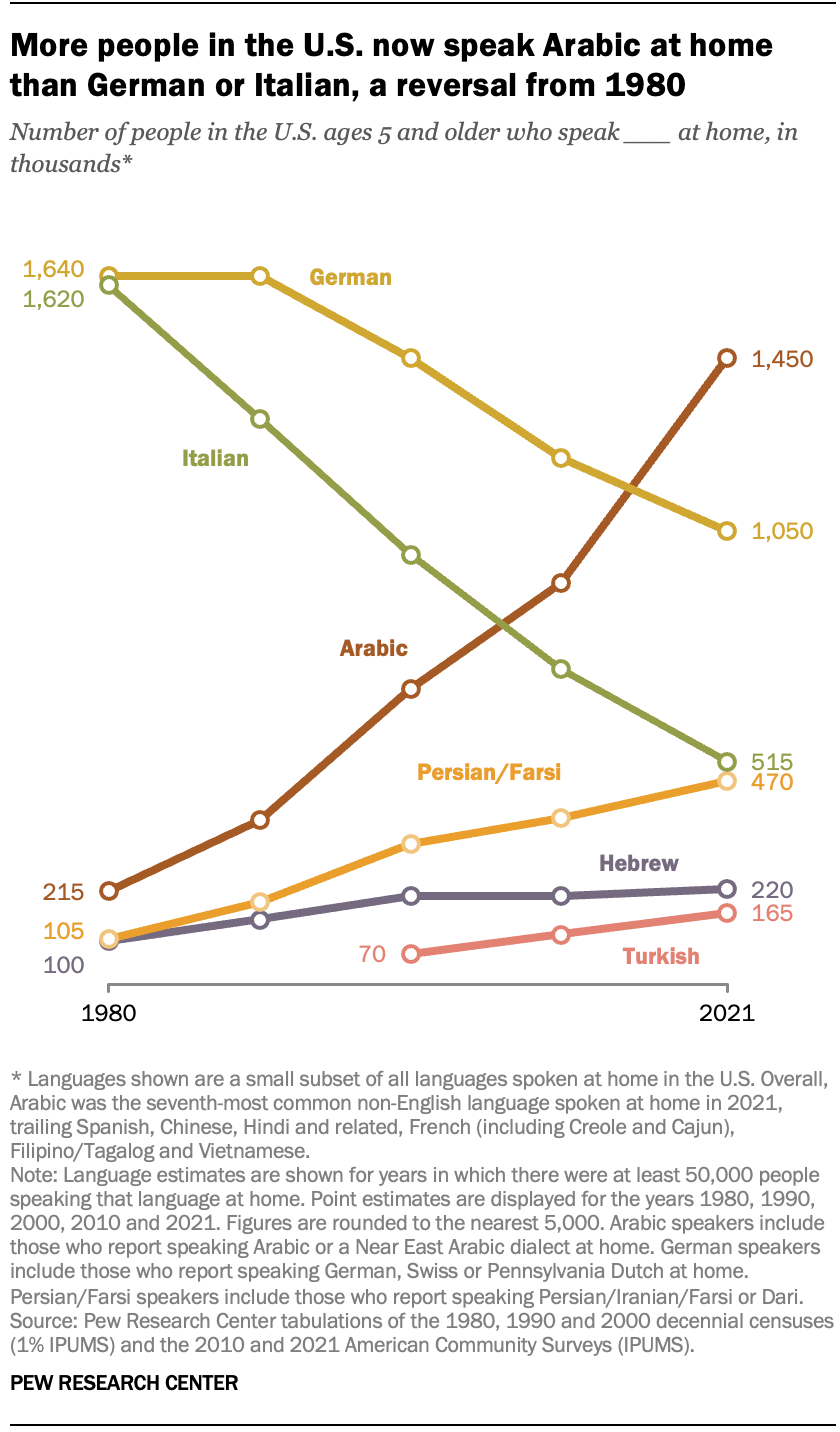 More people in the U.S. now speak Arabic at home
than German or Italian, a reversal from 1980
Number of people in the U.S. ages 5 and older who speak ____ at home, in
thousands*
1,640
German
1,620
1,450
Italian
1,050
Arabic
515
Persian/Farsi
470
Hebrew
215
220
165
105
70
Turkish
100
1980
2021
* Languages shown are a small subset of all languages spoken at home in the U.S. Overall,
Arabic was the seventh-most common non-English language spoken at home in 2021,
trailing Spanish, Chinese, Hindi and related, French (including Creole and Cajun),
Filipino/Tagalog and Vietnamese.
Note: Language estimates are shown for years in which there were at least 50,000 people
speaking that language at home. Point estimates are displayed for the years 1980, 1990,
2000, 2010 and 2021. Figures are rounded to the nearest 5,000. Arabic speakers include
those who report speaking Arabic or a Near East Arabic dialect at home. German speakers
include those who report speaking German, Swiss or Pennsylvania Dutch at home.
Persian/Farsi speakers include those who report speaking Persian/Iranian/Farsi or Dari.
Source: Pew Research Center tabulations of the 1980, 1990 and 2000 decennial censuses
(1% IPUMS) and the 2010 and 2021 American Community Surveys (IPUMS).
PEW RESEARCH CENTER